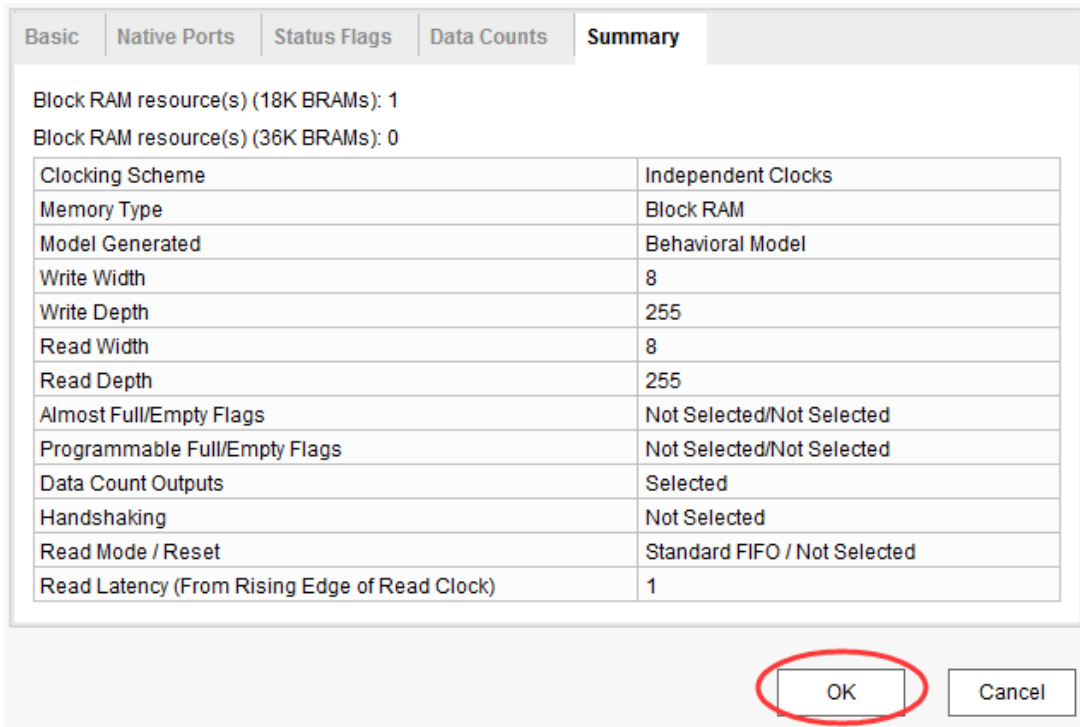 Basic Native Ports Status Flags Data Counts Summary
Block RAM resource(s) (18K BRAMs): 1
Block RAM resource(s) (36K BRAMs): 0
Clocking Scheme Independent Clocks
Memory Type Block RAM
Model Generated Behavioral Model
Write Width 8
Write Depth 255
Read Width 8
Read Depth 255
Almost Full/Empty Flags Not Selected/Not Selected
Programmable Full/Empty Flags Not Selected/Not Selected
Data Count Outputs Selected
Handshaking Not Selected
Read Mode / Reset Standard FIFO / Not Selected
Read Latency (From Rising Edge of Read Clock) 1
OK Cancel